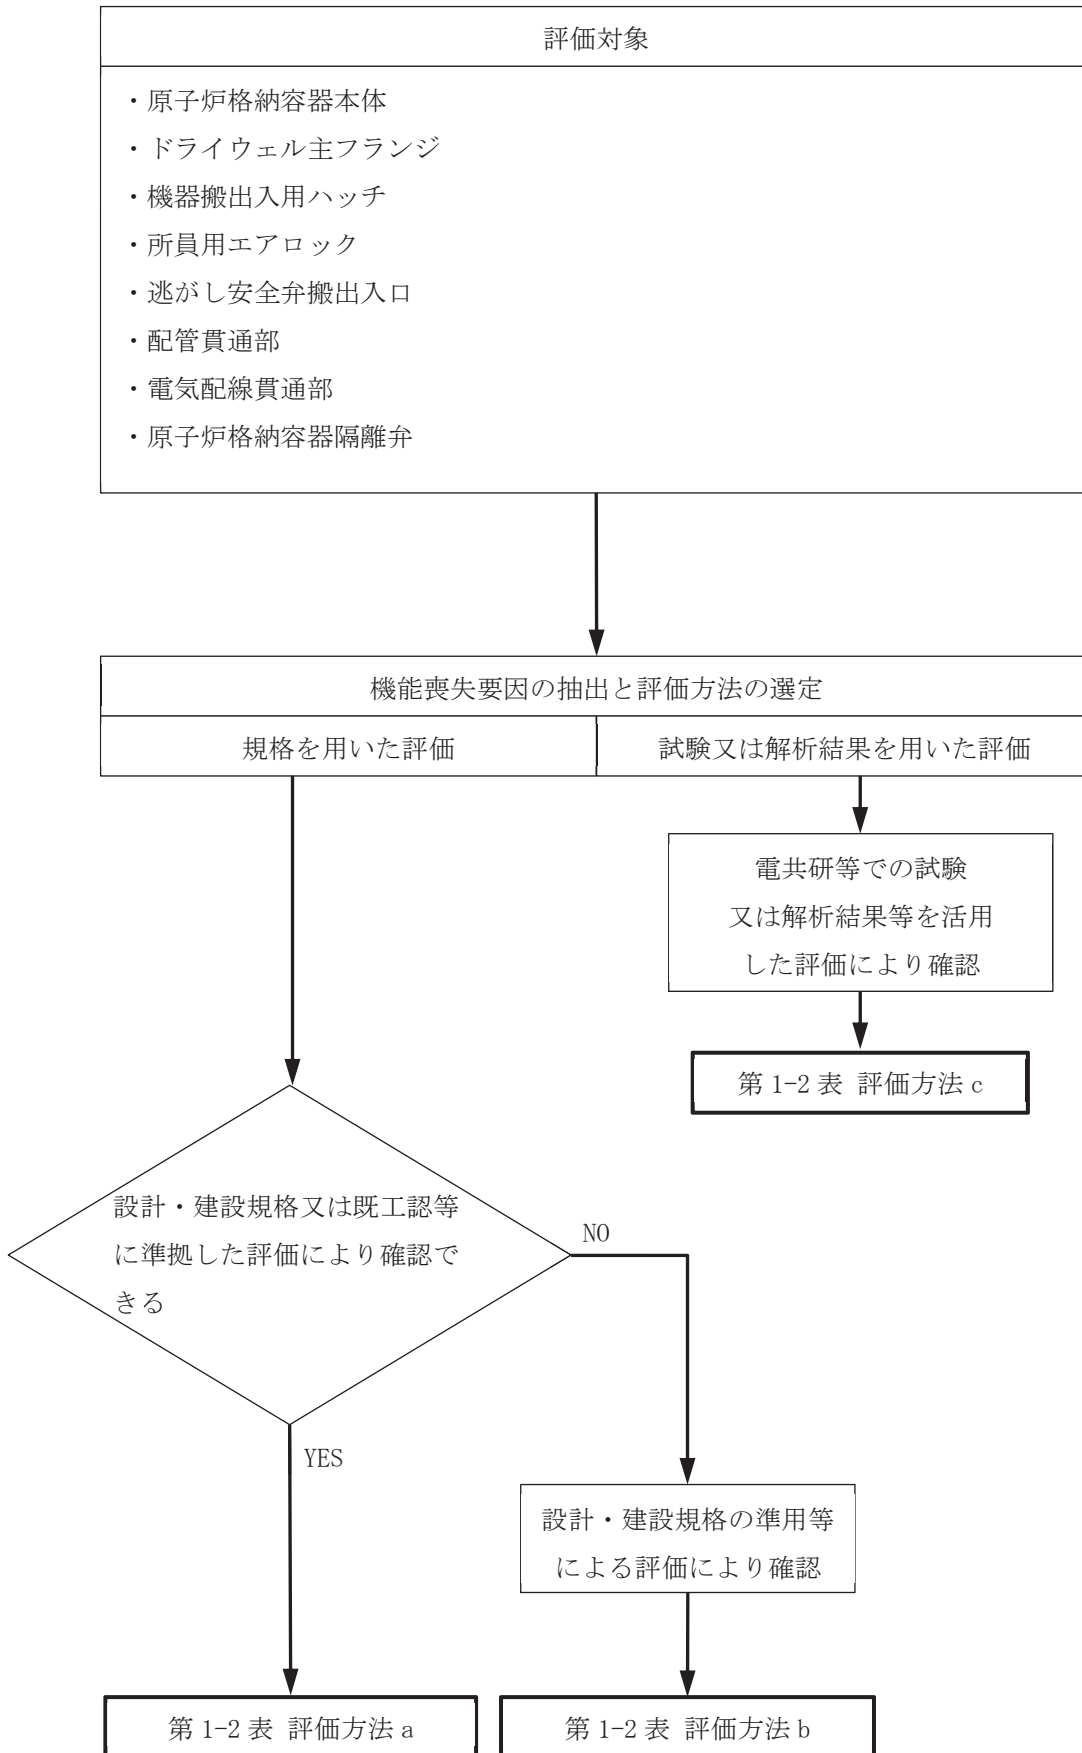 評価対象
・原子炉格納容器本体
・ドライウェル主フランジ
・機器搬出入用ハッチ
・所員用エアロック
・逃がし安全弁搬出入口
・配管貫通部
・電気配線貫通部
・原子炉格納容器隔離弁
機能喪失要因の抽出と評価方法の選定
規格を用いた評価
試験又は解析結果を用いた評価
電共研等での試験
又は解析結果等を活用
した評価により確認
第 1-2 表 評価方法 c
設計・建設規格又は既工認等
に準拠した評価により確認で
きる
NO
YES
設計・建設規格の準用等
による評価により確認
第 1-2 表 評価方法 a
第 1-2 表 評価方法 b